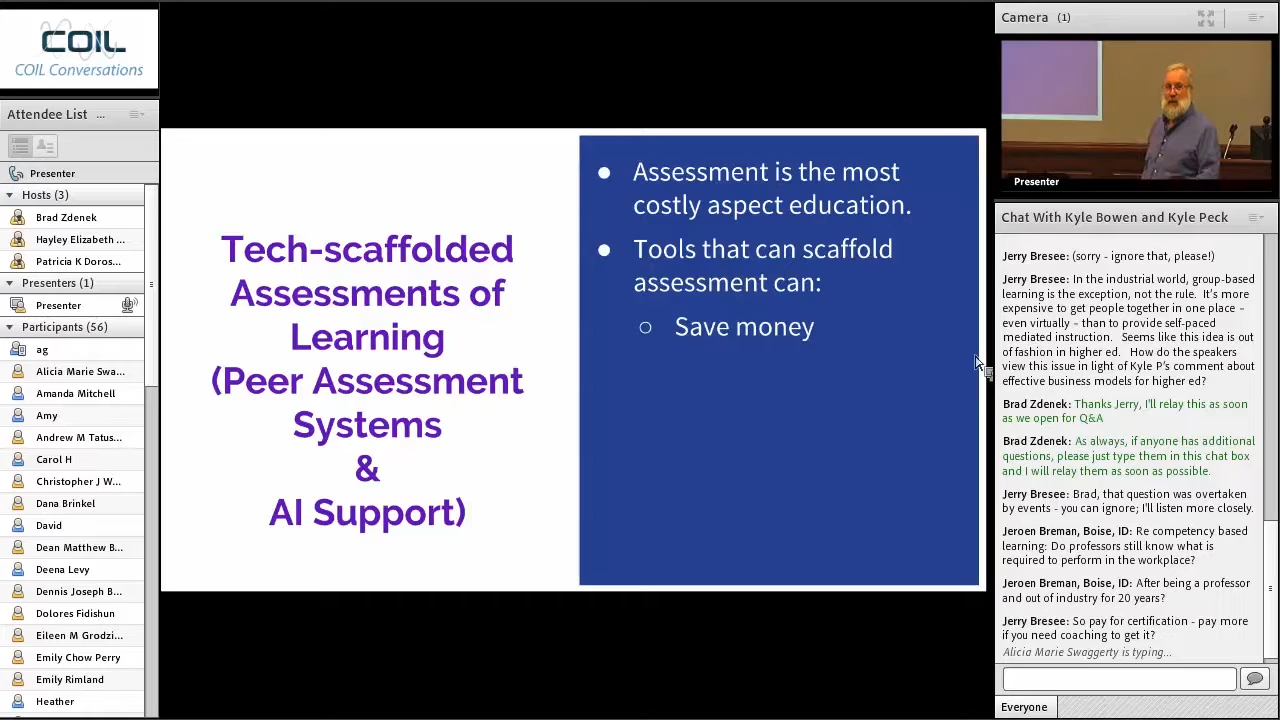 COIL
COIL Conversations
Attendee List ...
Presenter
Hosts (3)
Brad Zdenek
Hayley Elizabeth ...
Patricia K Doros...
Presenters (1)
Presenter
Participants (56)
ag
Alicia Marie Swa...
Amanda Mitchell
Amy
Andrew M Tatus...
Carol H
Christopher J W...
Dana Brinkel
David
Dean Matthew B...
Deena Levy
Dennis Joseph B...
Dolores Fidishun
Eileen M Grodzi...
Emily Chow Perry
Emily Rimland
Heather
Tech-scaffolded
Assessments of
Learning
(Peer Assessment
Systems
&
AI Support)
● Assessment is the most
costly aspect education.
● Tools that can scaffold
assessment can:
○ Save money
Camera (1)
Presenter
Chat With Kyle Bowen and Kyle Peck
Jerry Bresee: (sorry - ignore that, please!)
Jerry Bresee: In the industrial world, group-based
learning is the exception, not the rule. It's more
expensive to get people together in one place –
even virtually – than to provide self-paced
mediated instruction. Seems like this idea is out
of fashion in higher ed. How do the speakers
view this issue in light of Kyle P's comment about
effective business models for higher ed?
Brad Zdenek: Thanks Jerry, I'll relay this as soon
as we open for Q&A
Brad Zdenek: As always, if anyone has additional
questions, please just type them in this chat box
and I will relay them as soon as possible.
Jerry Bresee: Brad, that question was overtaken
by events - you can ignore; I'll listen more closely.
Jeroen Breman, Boise, ID: Re competency based
learning: Do professors still know what is
required to perform in the workplace?
Jeroen Breman, Boise, ID: After being a professor
and out of industry for 20 years?
Jerry Bresee: So pay for certification - pay more
if you need coaching to get it?
Alicia Marie Swaggerty is typing...
Everyone